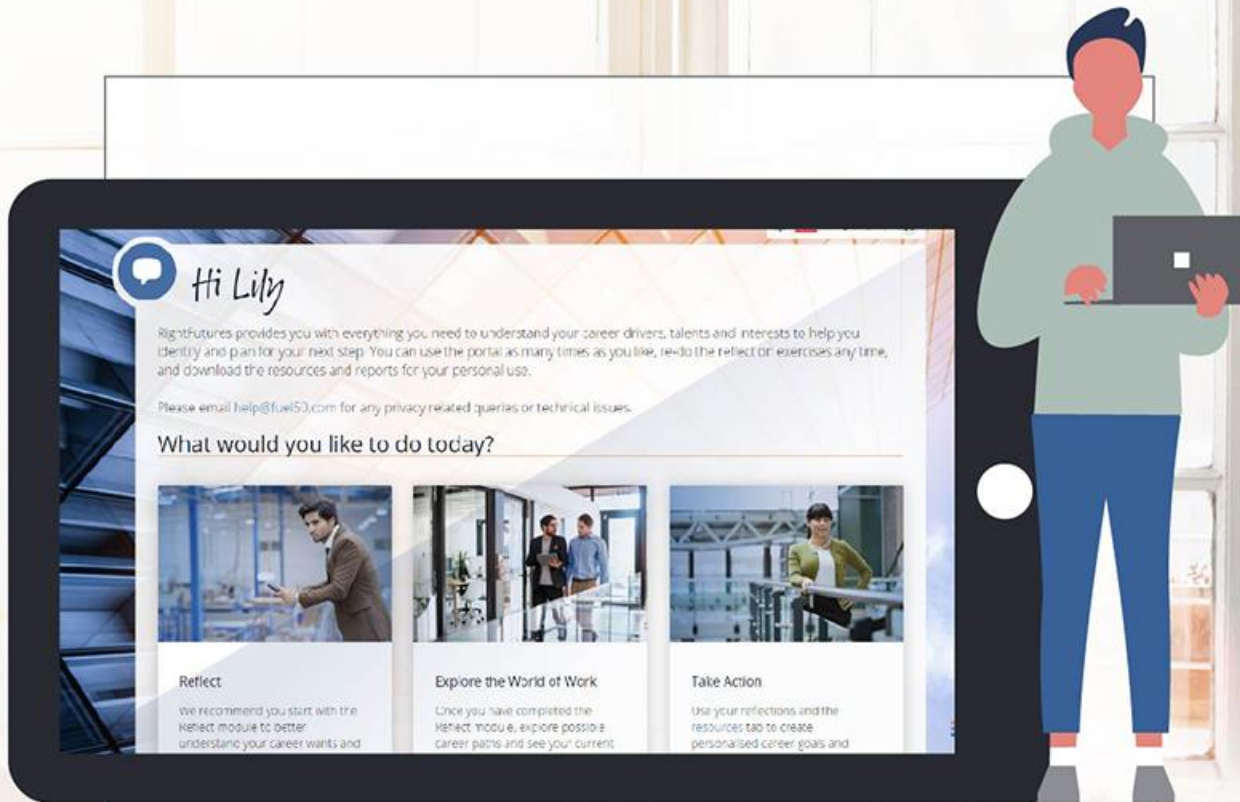 Hi Lily
RightFutures provides you with everything you need to understand your career drivers, talents and interests to help you
identify and plan for your next step. You can use the portal as many times as you like, re-do the reflection exercises any time,
and download the resources and reports for your personal use.
Please email help@fuel50.com for any privacy related queries or technical issues.
What would you like to do today?
Reflect
We recommend you start with the
Reflect module to better
understand your career wants and
Explore the World of Work
Once you have completed the
Reflect module, explore possible
career paths and see your current
Take Action
Use your reflections and the
resources tab to create
personalised career goals and